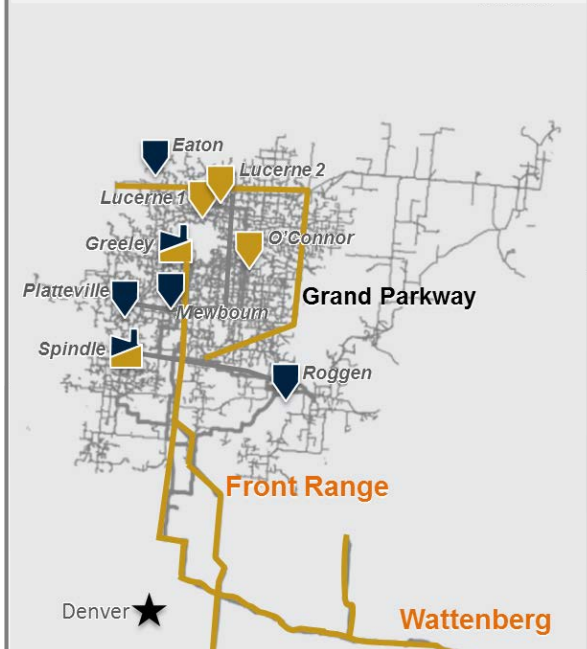 Eaton
Lucerne 2
Lucerne 1
Greeley
O'Connor
Platteville
Mewbourn
Grand Parkway
Spindle
Roggen
Front Range
Denver
Wattenberg